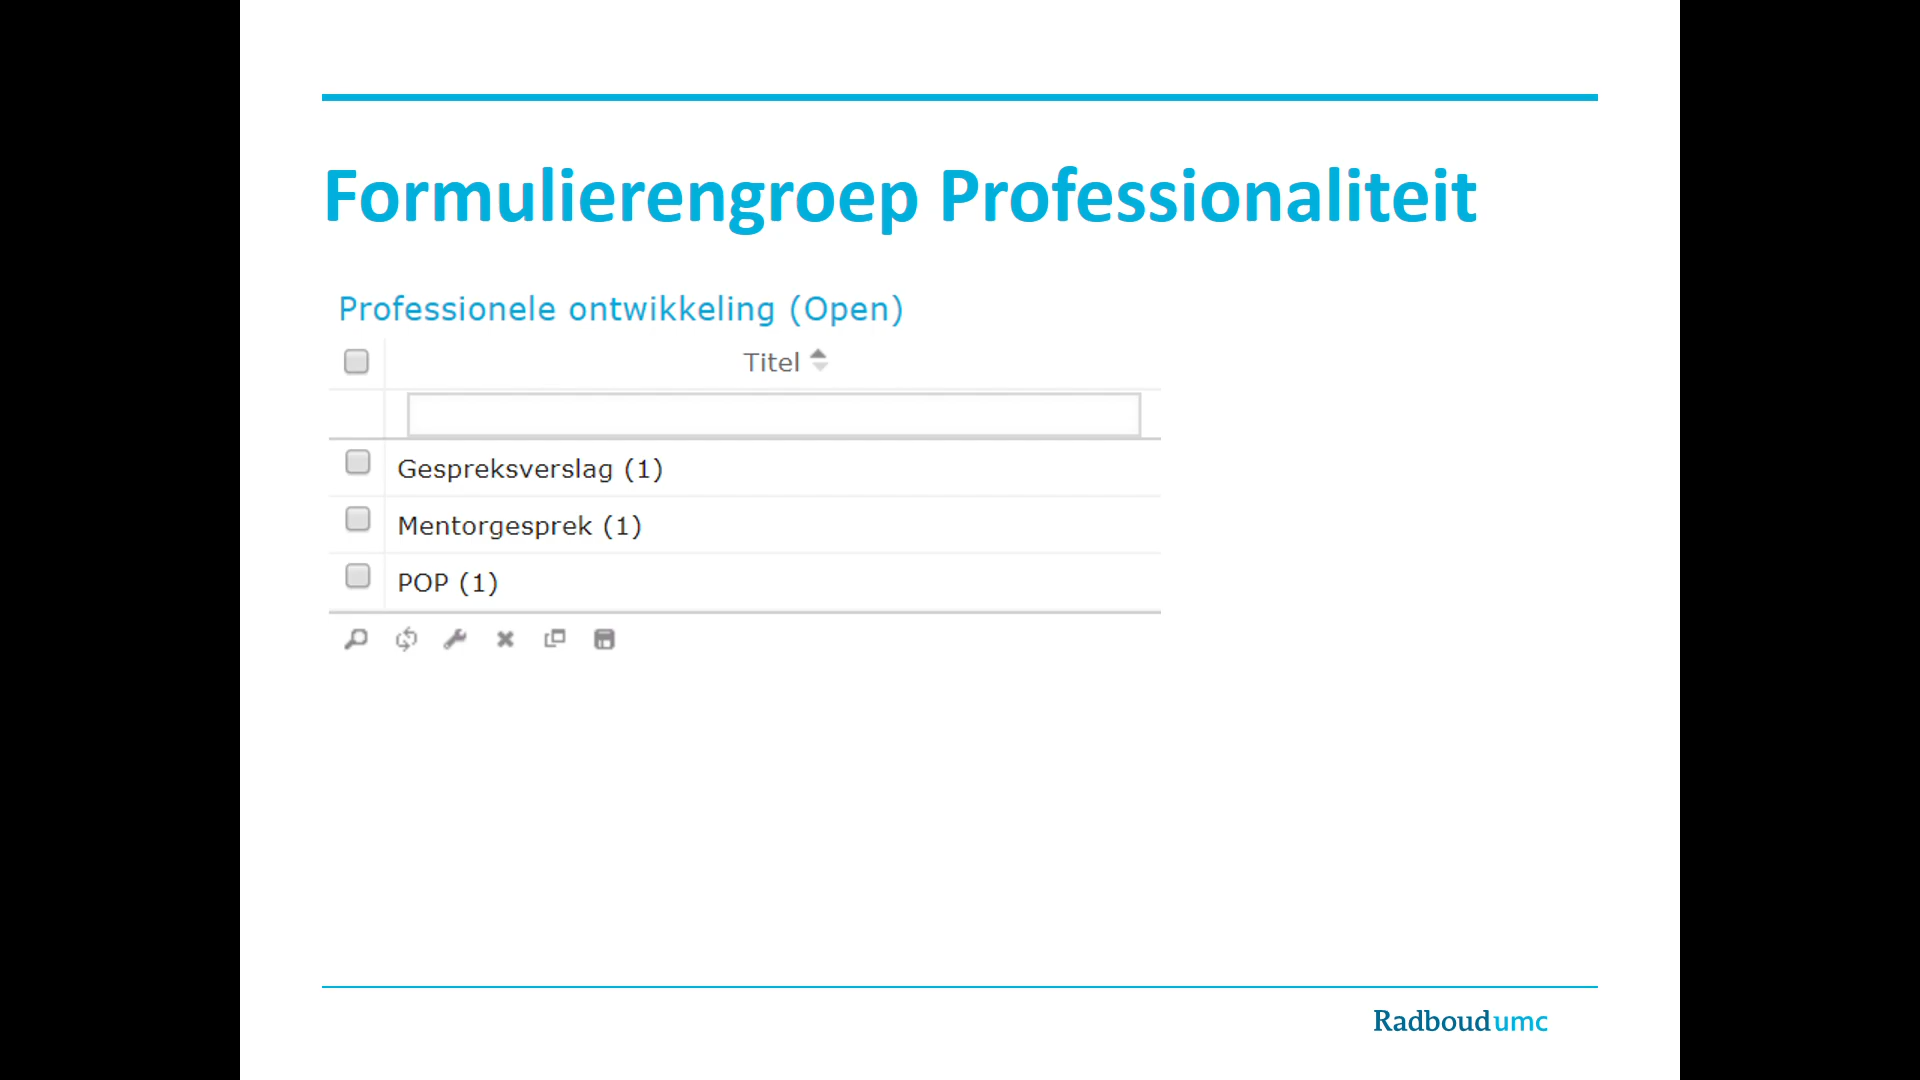 Formulierengroep Professionaliteit
Professionele ontwikkeling (Open)
Titel
Gespreksverslag (1)
Mentorgesprek (1)
POP (1)
Radboudumc